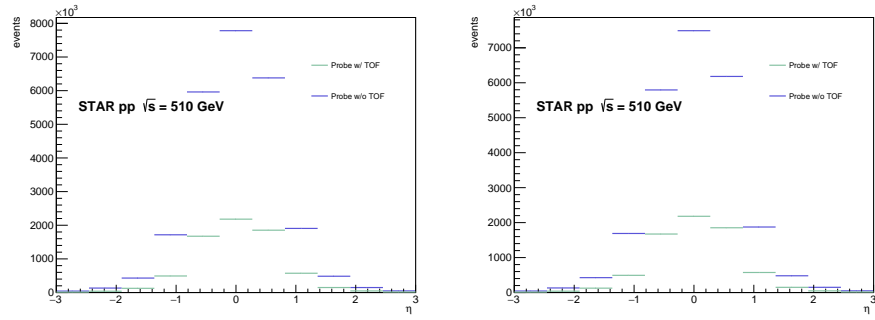 ×10³
events
8000
7000
6000
5000
4000
3000
2000
1000
0
Probe w/ TOF
Probe w/o TOF
STAR pp √s = 510 GeV
−3 −2 −1 0 1 2 3
η
×10³
events
7000
6000
5000
4000
3000
2000
1000
0
Probe w/ TOF
Probe w/o TOF
STAR pp √s = 510 GeV
−3 −2 −1 0 1 2 3
η